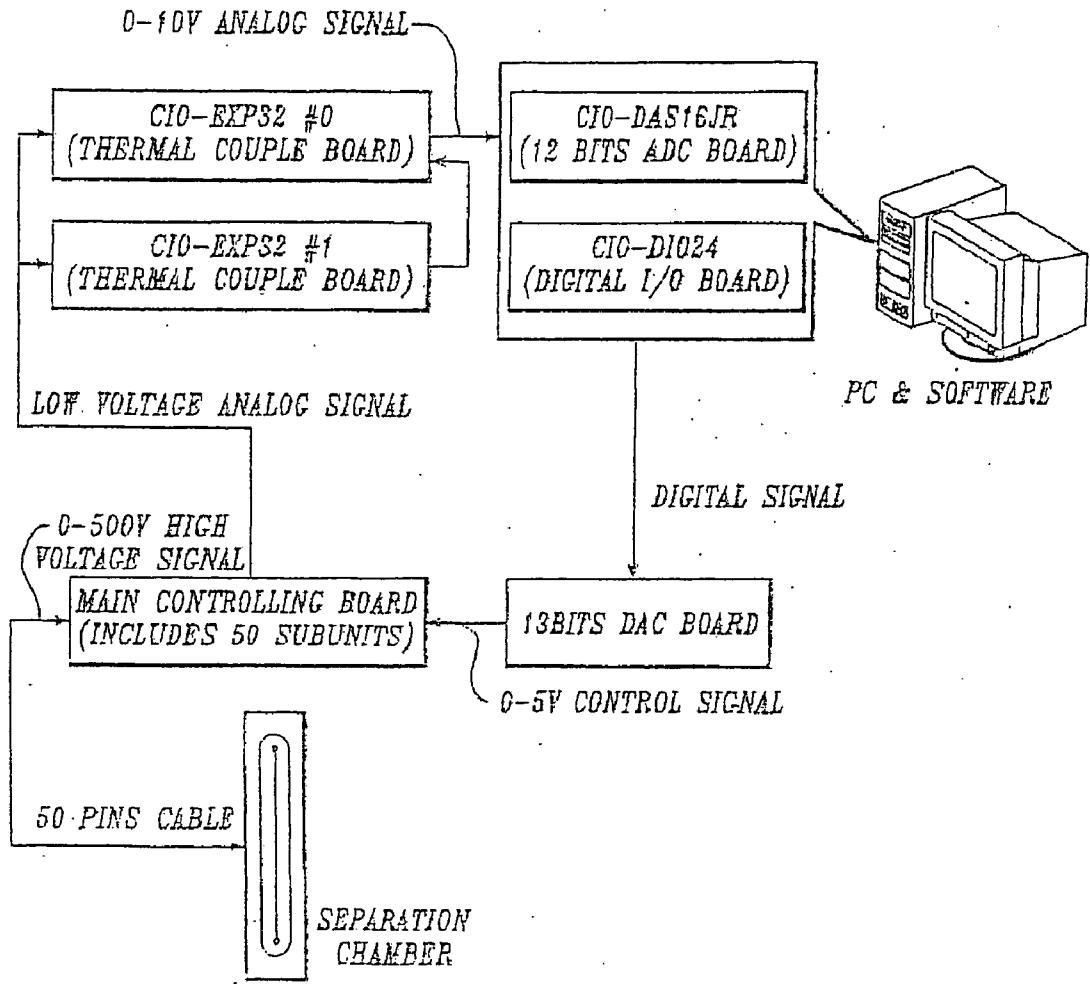 0-10V ANALOG SIGNAL
CIO-EXP32 #0
(THERMAL COUPLE BOARD)
CIO-DAS16JR
(12 BITS ADC BOARD)
CIO-EXP32 #1
(THERMAL COUPLE BOARD)
CIO-DIO24
(DIGITAL I/O BOARD)
PC & SOFTWARE
LOW VOLTAGE ANALOG SIGNAL
DIGITAL SIGNAL
0-500V HIGH
VOLTAGE SIGNAL
MAIN CONTROLLING BOARD
(INCLUDES 50 SUBUNITS)
13BITS DAC BOARD
0-5V CONTROL SIGNAL
50 PINS CABLE
SEPARATION
CHAMBER